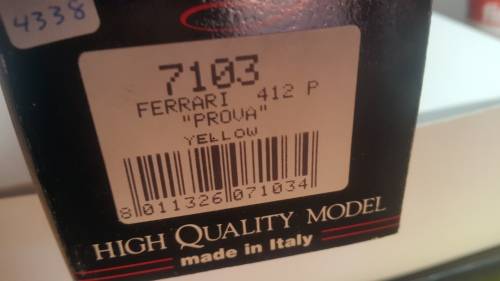 4338
7103
FERRARI 412 P
"PROVA"
YELLOW
8 011326 071034
HIGH QUALITY MODEL
made in Italy